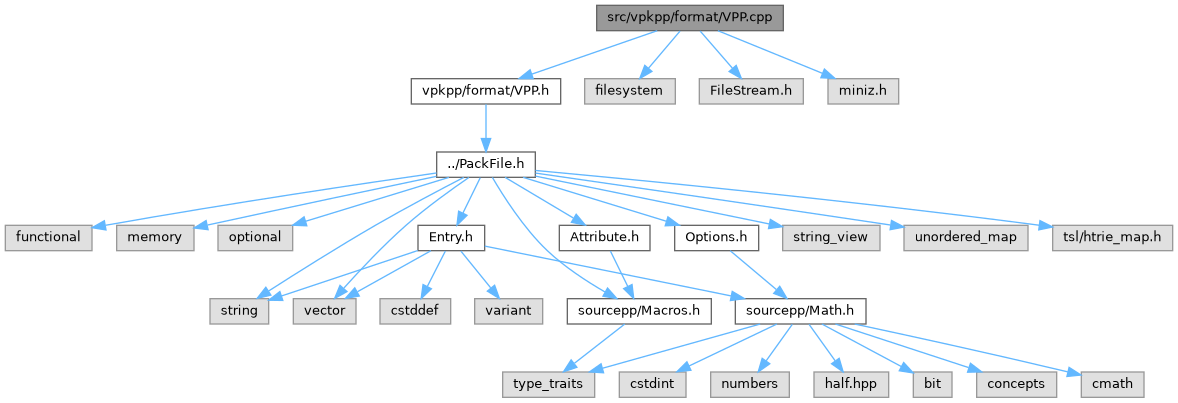 src/vpkpp/format/VPP.cpp
vpkpp/format/VPP.h
filesystem
FileStream.h
miniz.h
../PackFile.h
functional
memory
optional
Entry.h
Attribute.h
Options.h
string_view
unordered_map
tsl/htrie_map.h
string
vector
cstddef
variant
sourcepp/Macros.h
sourcepp/Math.h
type_traits
cstdint
numbers
half.hpp
bit
concepts
cmath